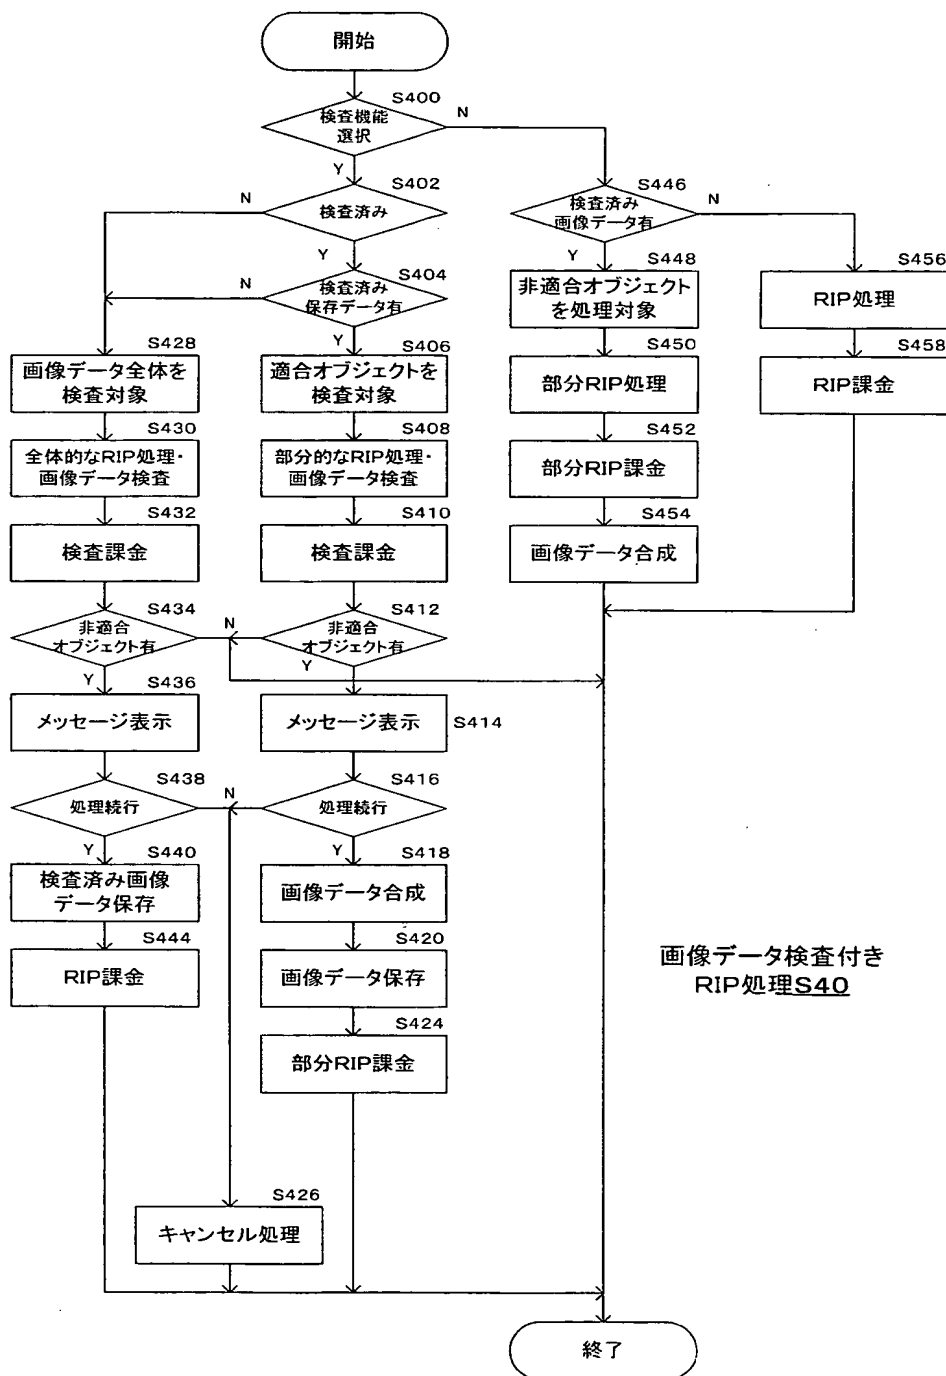 開始
S400
検査機能
選択
N
Y
S402
検査済み
N
Y
S404
検査済み
保存データ有
N
Y
S446
検査済み
画像データ有
N
Y
S448
非適合オブジェクト
を処理対象
S456
RIP処理
S428
画像データ全体を
検査対象
S406
適合オブジェクトを
検査対象
S450
部分RIP処理
S458
RIP課金
S430
全体的なRIP処理・
画像データ検査
S408
部分的なRIP処理・
画像データ検査
S452
部分RIP課金
S432
検査課金
S410
検査課金
S454
画像データ合成
S434
非適合
オブジェクト有
N
Y
S412
非適合
オブジェクト有
Y
S436
メッセージ表示
メッセージ表示
S414
S438
処理続行
N
Y
S416
処理続行
Y
S440
検査済み画像
データ保存
S418
画像データ合成
S444
RIP課金
S420
画像データ保存
S424
部分RIP課金
画像データ検査付き
RIP処理S40
S426
キャンセル処理
終了